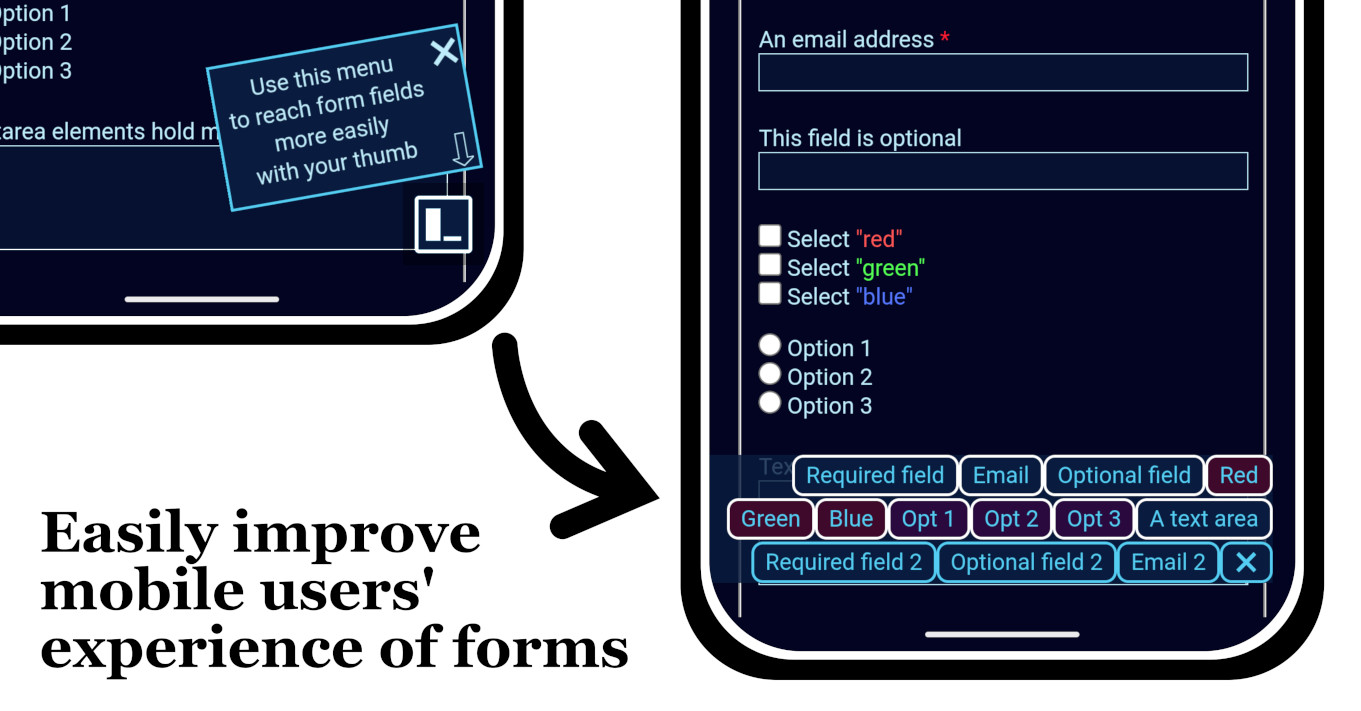 ption 1
ption 2
ption 3
tarea elements hold m
Use this menu
to reach form fields
more easily
with your thumb
Easily improve
mobile users'
experience of forms
An email address *
This field is optional
Select "red"
Select "green"
Select "blue"
Option 1
Option 2
Option 3
Tex
Required field Email Optional field Red
Green Blue Opt 1 Opt 2 Opt 3 A text area
Required field 2 Optional field 2 Email 2